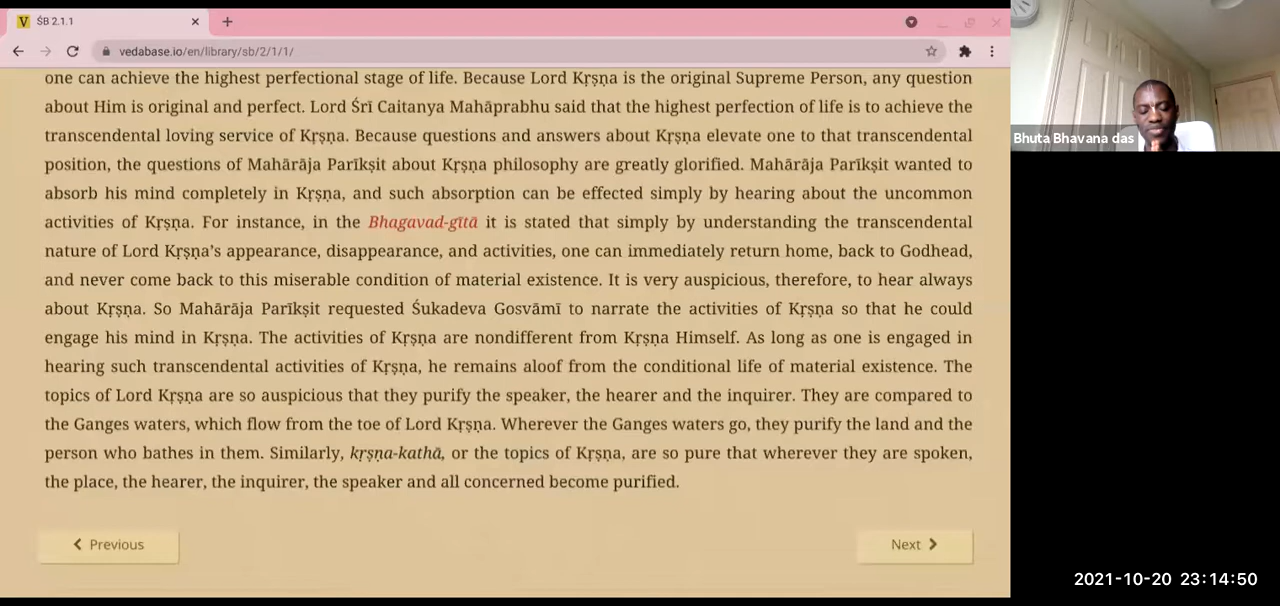 ŚB 2.1.1
vedabase.io/en/library/sb/2/1/1/
one can achieve the highest perfectional stage of life. Because Lord Kṛṣṇa is the original Supreme Person, any question
about Him is original and perfect. Lord Śrī Caitanya Mahāprabhu said that the highest perfection of life is to achieve the
transcendental loving service of Kṛṣṇa. Because questions and answers about Kṛṣṇa elevate one to that transcendental
position, the questions of Mahārāja Parīkṣit about Kṛṣṇa philosophy are greatly glorified. Mahārāja Parīkṣit wanted to
absorb his mind completely in Kṛṣṇa, and such absorption can be effected simply by hearing about the uncommon
activities of Kṛṣṇa. For instance, in the Bhagavad-gītā it is stated that simply by understanding the transcendental
nature of Lord Kṛṣṇa’s appearance, disappearance, and activities, one can immediately return home, back to Godhead,
and never come back to this miserable condition of material existence. It is very auspicious, therefore, to hear always
about Kṛṣṇa. So Mahārāja Parīkṣit requested Śukadeva Gosvāmī to narrate the activities of Kṛṣṇa so that he could
engage his mind in Kṛṣṇa. The activities of Kṛṣṇa are nondifferent from Kṛṣṇa Himself. As long as one is engaged in
hearing such transcendental activities of Kṛṣṇa, he remains aloof from the conditional life of material existence. The
topics of Lord Kṛṣṇa are so auspicious that they purify the speaker, the hearer and the inquirer. They are compared to
the Ganges waters, which flow from the toe of Lord Kṛṣṇa. Wherever the Ganges waters go, they purify the land and the
person who bathes in them. Similarly, kṛṣṇa-kathā, or the topics of Kṛṣṇa, are so pure that wherever they are spoken,
the place, the hearer, the inquirer, the speaker and all concerned become purified.
Previous
Next
Bhuta Bhavana das
2021-10-20 23:14:50